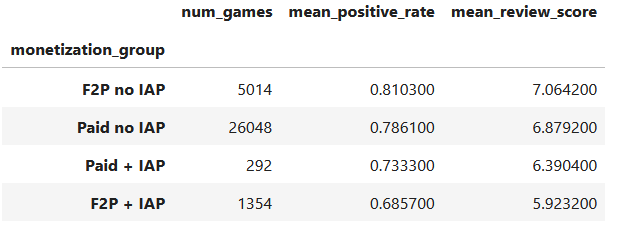 num_games mean_positive_rate mean_review_score
monetization_group
F2P no IAP 5014 0.810300 7.064200
Paid no IAP 26048 0.786100 6.879200
Paid + IAP 292 0.733300 6.390400
F2P + IAP 1354 0.685700 5.923200